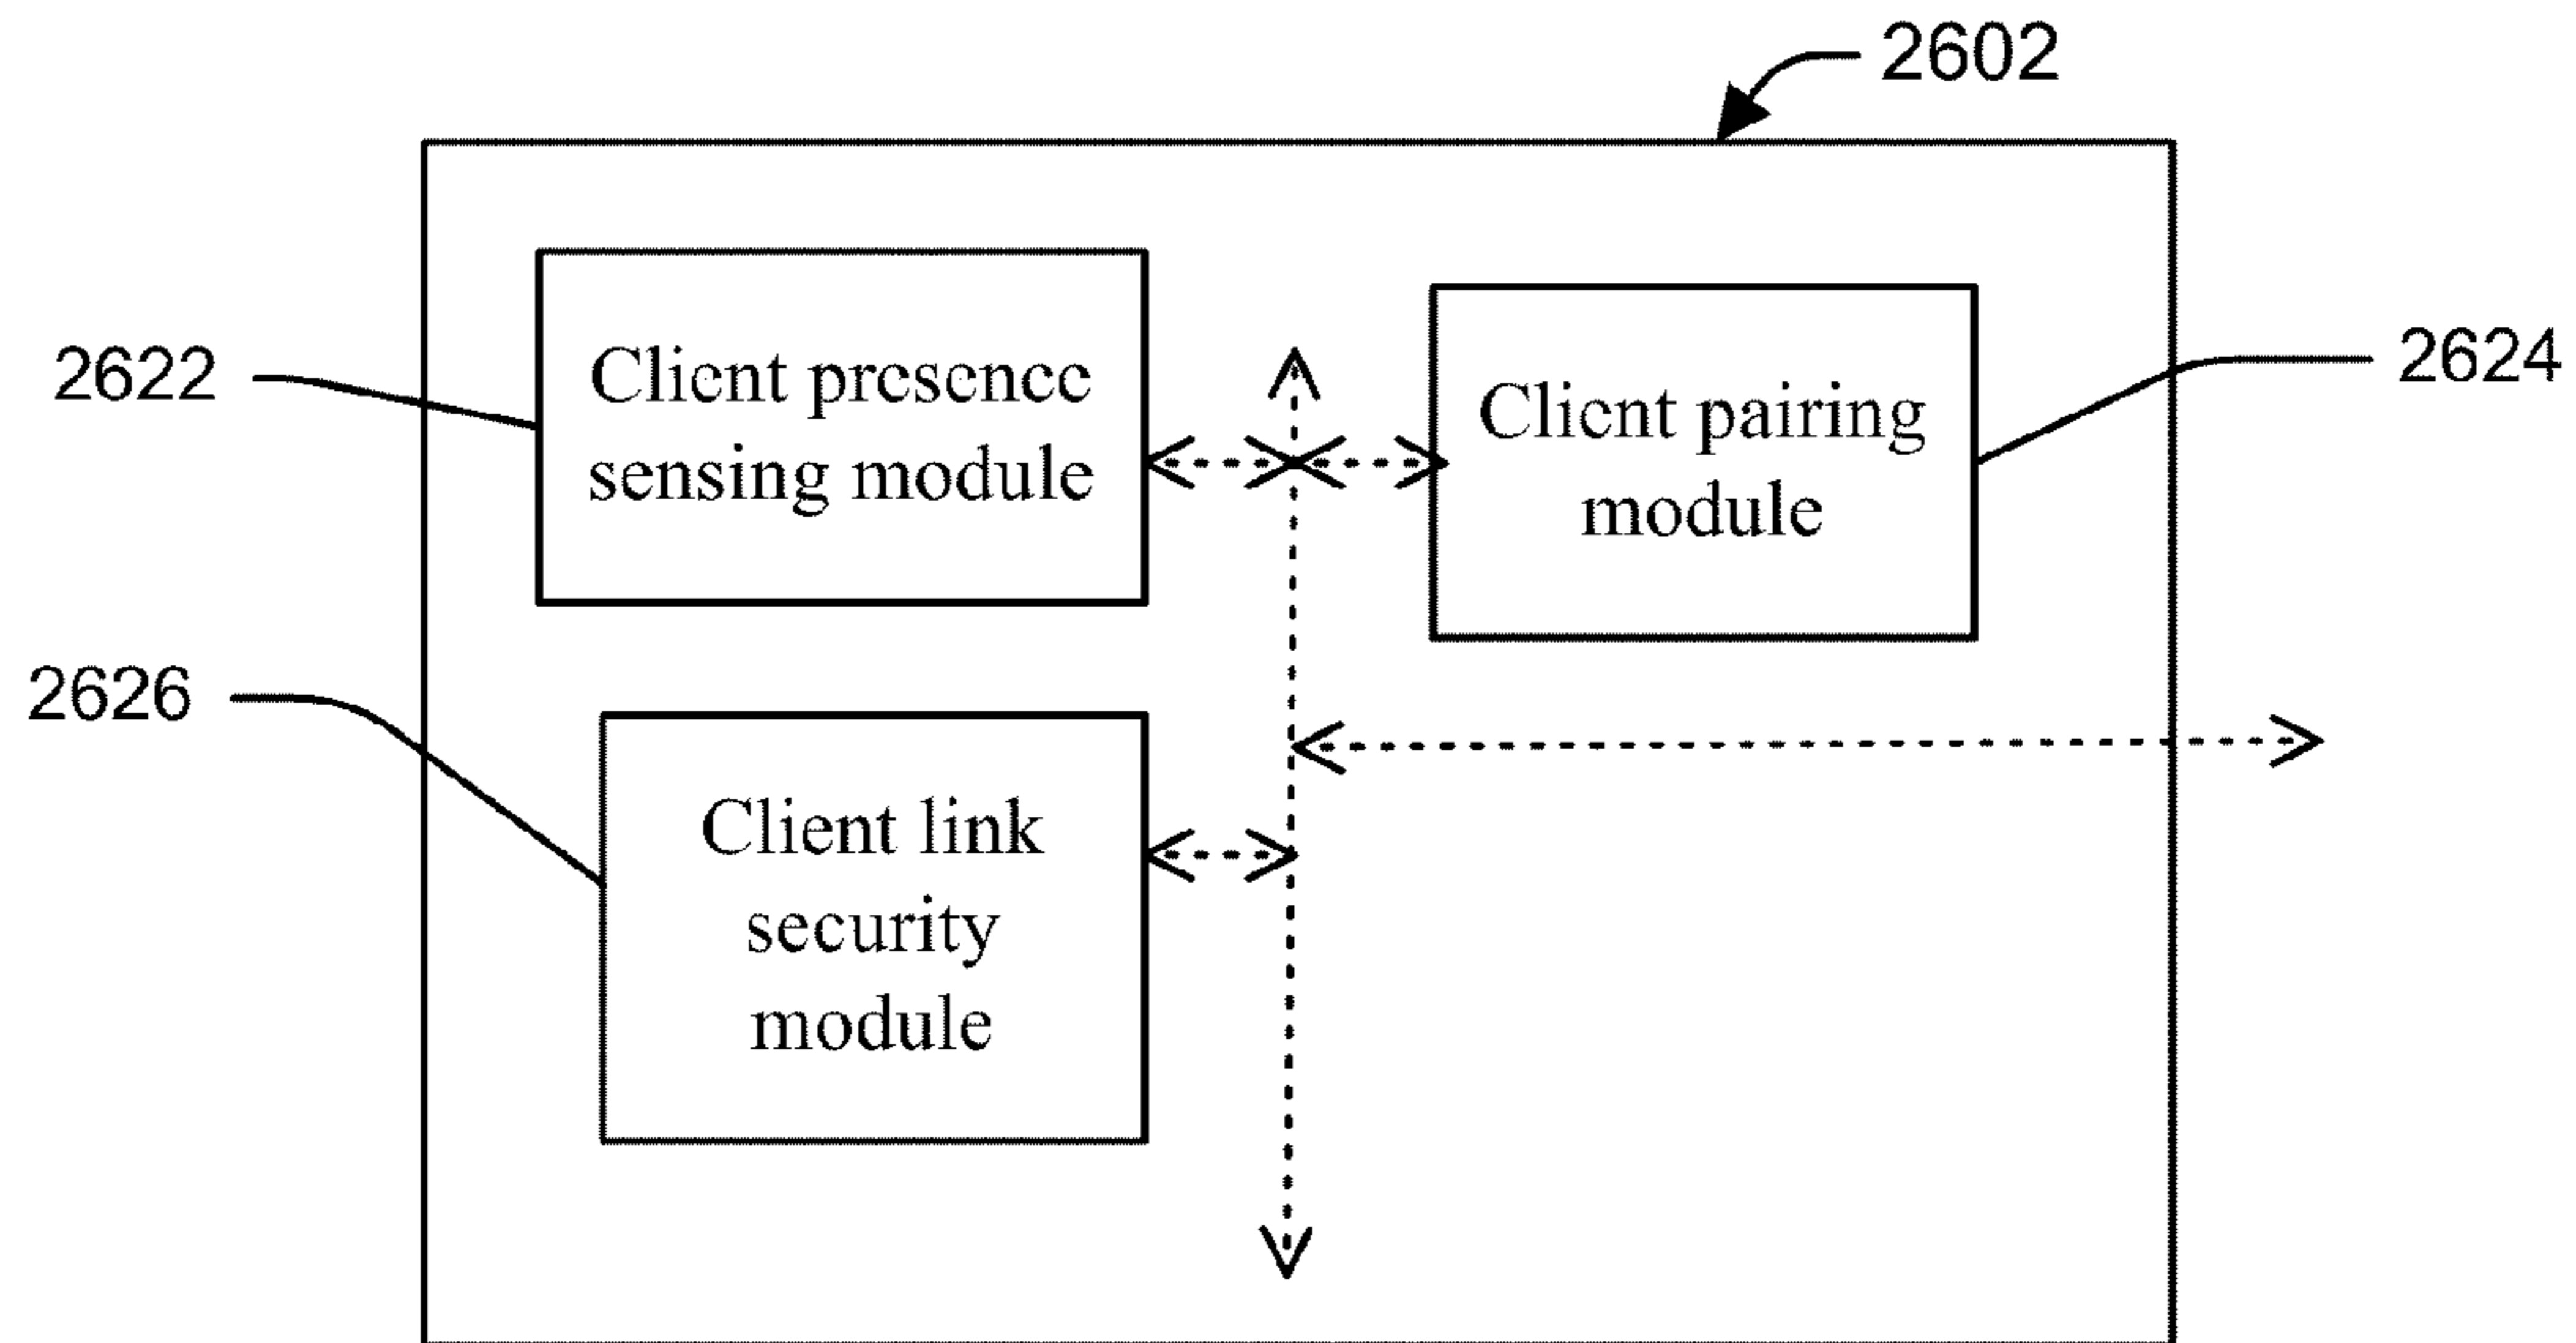 2602
2622
Client presence
sensing module
Client pairing
module
2624
2626
Client link
security
module